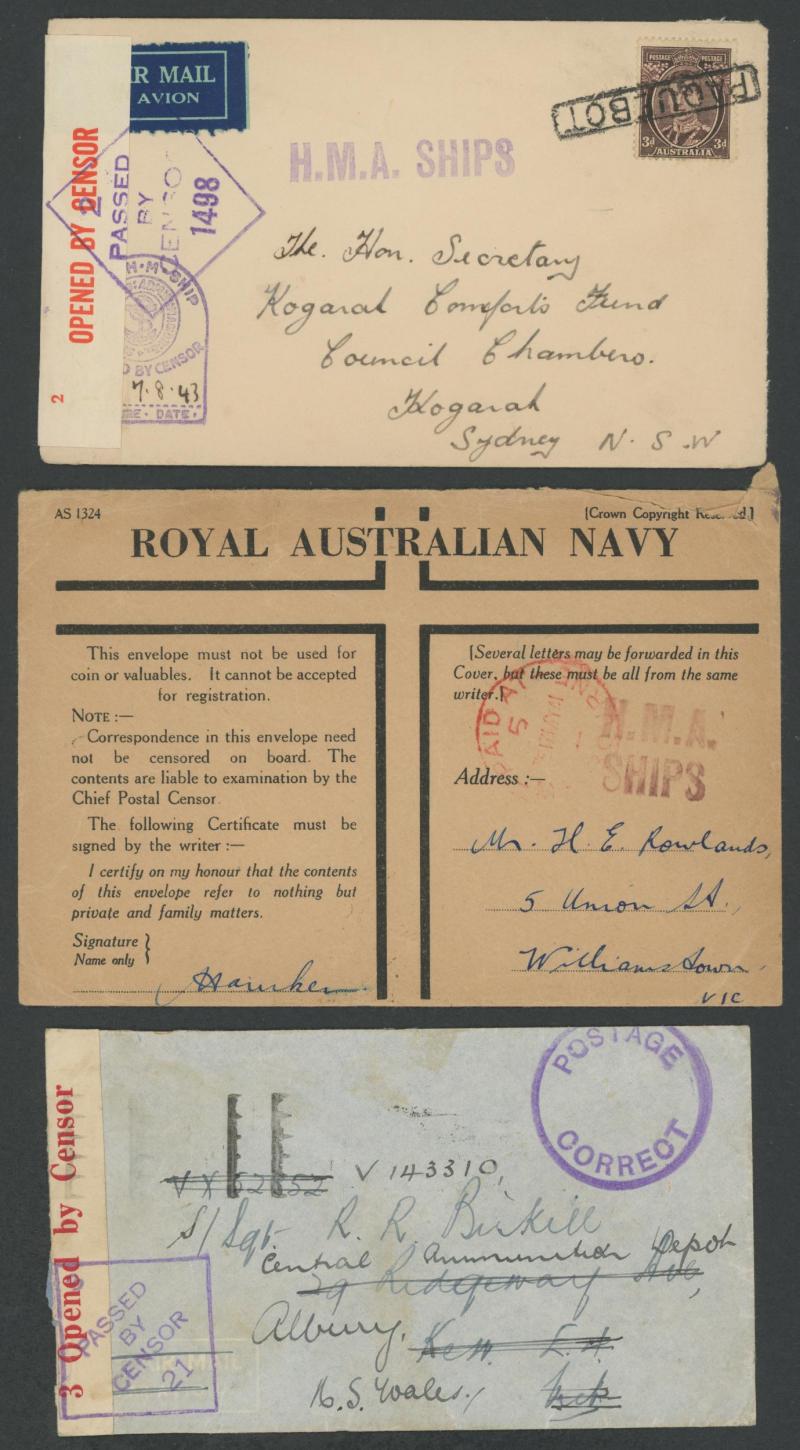 AIR MAIL
AVION
OPENED BY CENSOR
2
2
PASSED
BY
CENSOR
1498
H.M.A. SHIPS
PAQUEBOT
POSTAGE POSTAGE
3d 3d
AUSTRALIA
H·M·SHIP
D BY CENSOR
7·8·43
DATE
The. Hon. Secretary
Kogarah Comforts Fund
Council Chambers.
Kogarah
Sydney N.S.W
AS 1324
[Crown Copyright Reserved.]
ROYAL AUSTRALIAN NAVY
This envelope must not be used for
coin or valuables. It cannot be accepted
for registration.
NOTE :—
Correspondence in this envelope need
not be censored on board. The
contents are liable to examination by the
Chief Postal Censor.
The following Certificate must be
signed by the writer :—
I certify on my honour that the contents
of this envelope refer to nothing but
private and family matters.
Signature
Name only
[Several letters may be forwarded in this
Cover, but these must be all from the same
writer.]
H.M.A.
SHIPS
Address :—
Mr. H. E. Rowlands,
5 Union St.,
Williamstown,
VIC
POSTAGE
CORRECT
3 Opened by Censor
PASSED
BY
CENSOR
21
V 143310,
S/Sgt. R. R. Birkill
Central Ammunition Depot
Albury,
N.S. Wales.